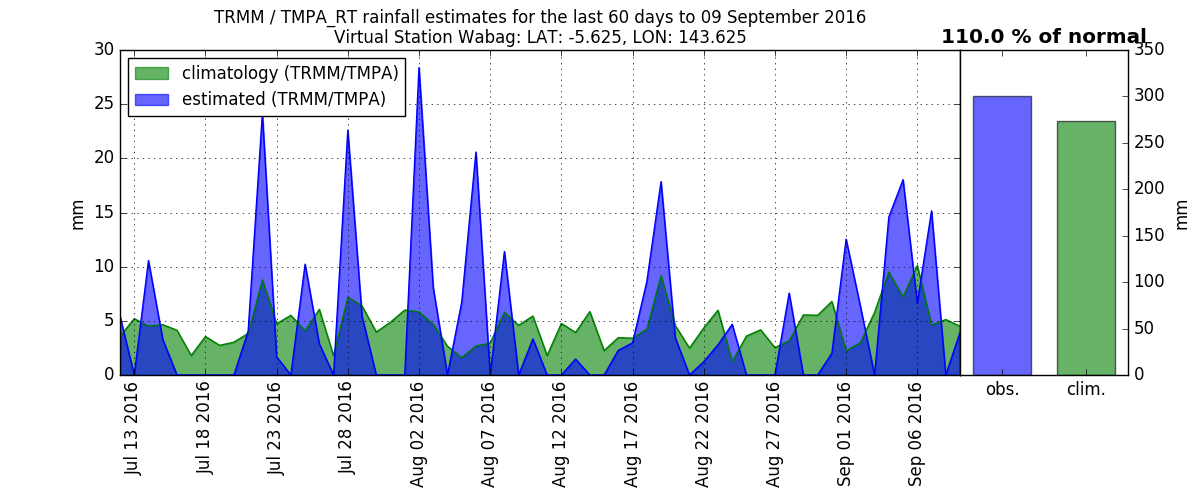 TRMM / TMPA_RT rainfall estimates for the last 60 days to 09 September 2016
Virtual Station Wabag: LAT: -5.625, LON: 143.625
110.0 % of normal
climatology (TRMM/TMPA)
estimated (TRMM/TMPA)
30
25
20
15
10
5
0
mm
Jul 13 2016
Jul 18 2016
Jul 23 2016
Jul 28 2016
Aug 02 2016
Aug 07 2016
Aug 12 2016
Aug 17 2016
Aug 22 2016
Aug 27 2016
Sep 01 2016
Sep 06 2016
350
300
250
200
150
100
50
0
mm
obs.
clim.